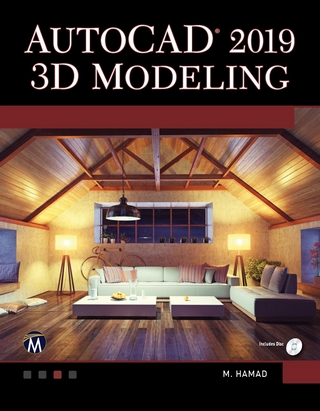 AUTOCAD® 2019
3D MODELING
Includes Disc
M
M. HAMAD